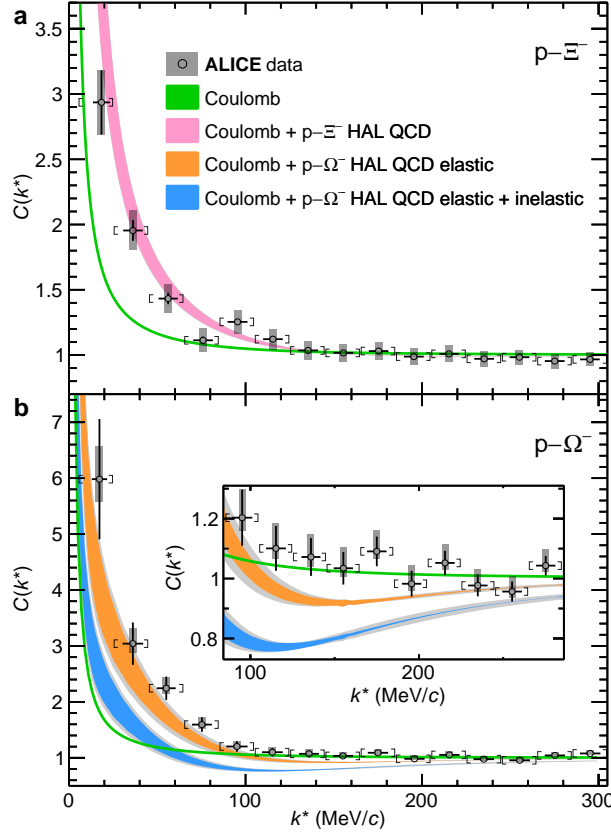 a
p–Ξ⁻
ALICE data
Coulomb
Coulomb + p–Ξ⁻ HAL QCD
Coulomb + p–Ω⁻ HAL QCD elastic
Coulomb + p–Ω⁻ HAL QCD elastic + inelastic
C(k*)
3.5
3
2.5
2
1.5
1
b
p–Ω⁻
C(k*)
7
6
5
4
3
2
1
C(k*)
1.2
1
0.8
100
200
k* (MeV/c)
0
100
200
300
k* (MeV/c)